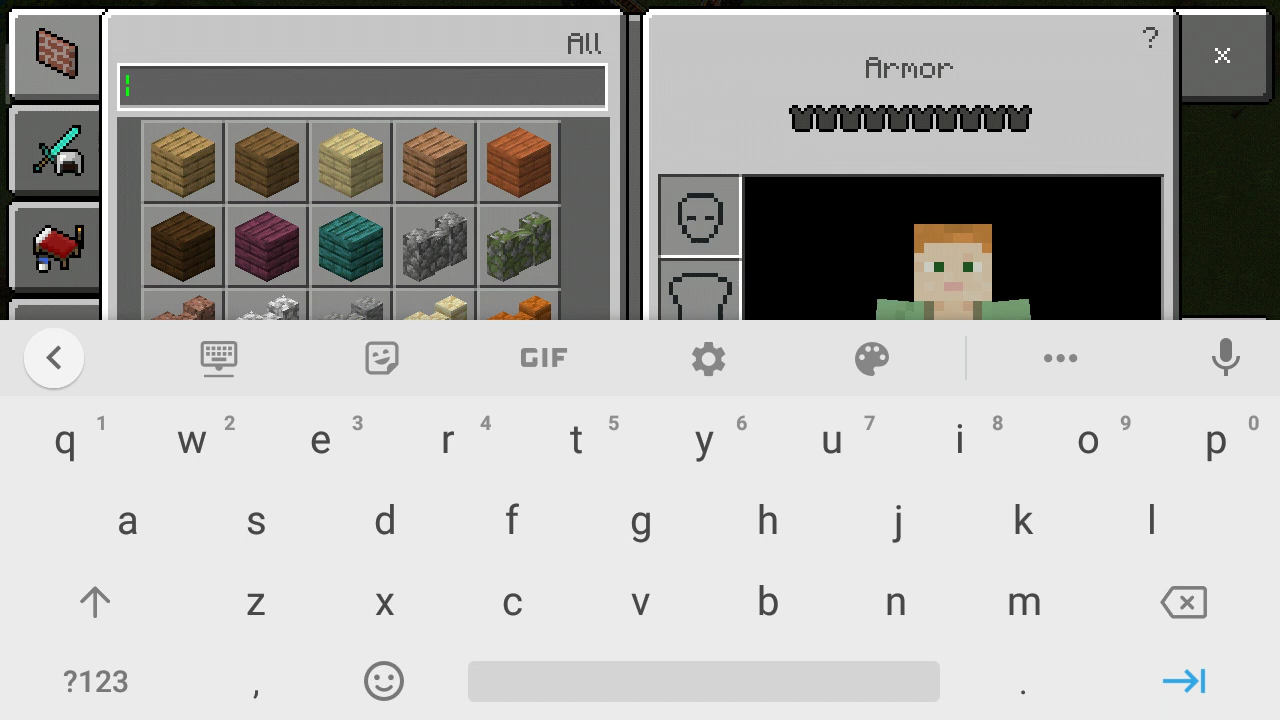 All
?
Armor
GIF
q 1 w 2 e 3 r 4 t 5 y 6 u 7 i 8 o 9 p 0
a s d f g h j k l
z x c v b n m
?123 , .